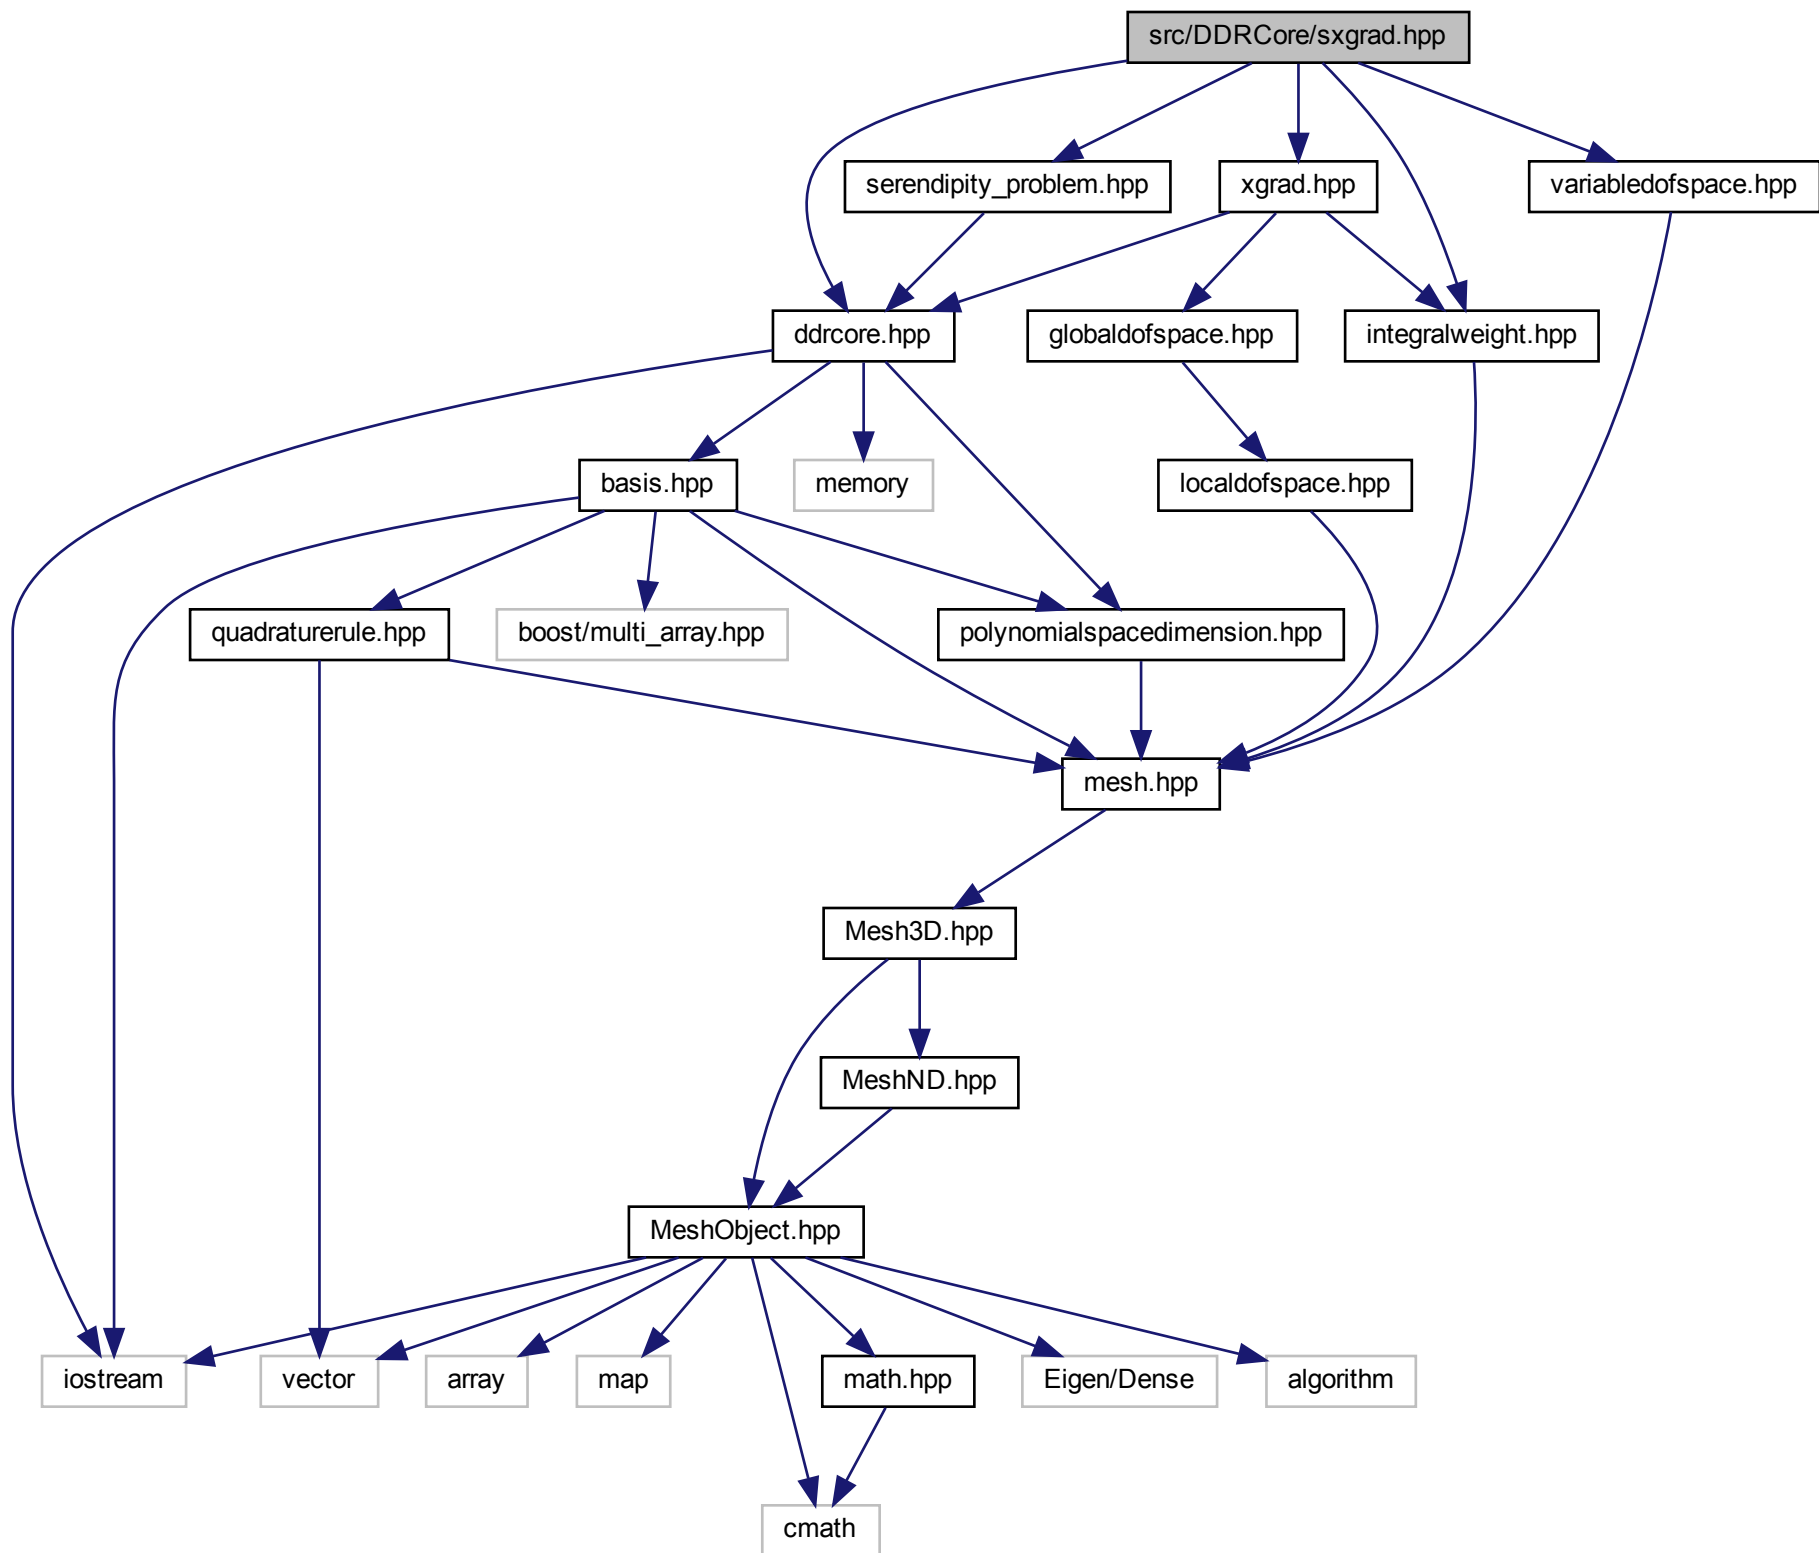 src/DDRCore/sxgrad.hpp
serendipity_problem.hpp
xgrad.hpp
variabledofspace.hpp
ddrcore.hpp
globaldofspace.hpp
integralweight.hpp
basis.hpp
memory
localdofspace.hpp
quadraturerule.hpp
boost/multi_array.hpp
polynomialspacedimension.hpp
mesh.hpp
Mesh3D.hpp
MeshND.hpp
MeshObject.hpp
iostream
vector
array
map
math.hpp
Eigen/Dense
algorithm
cmath